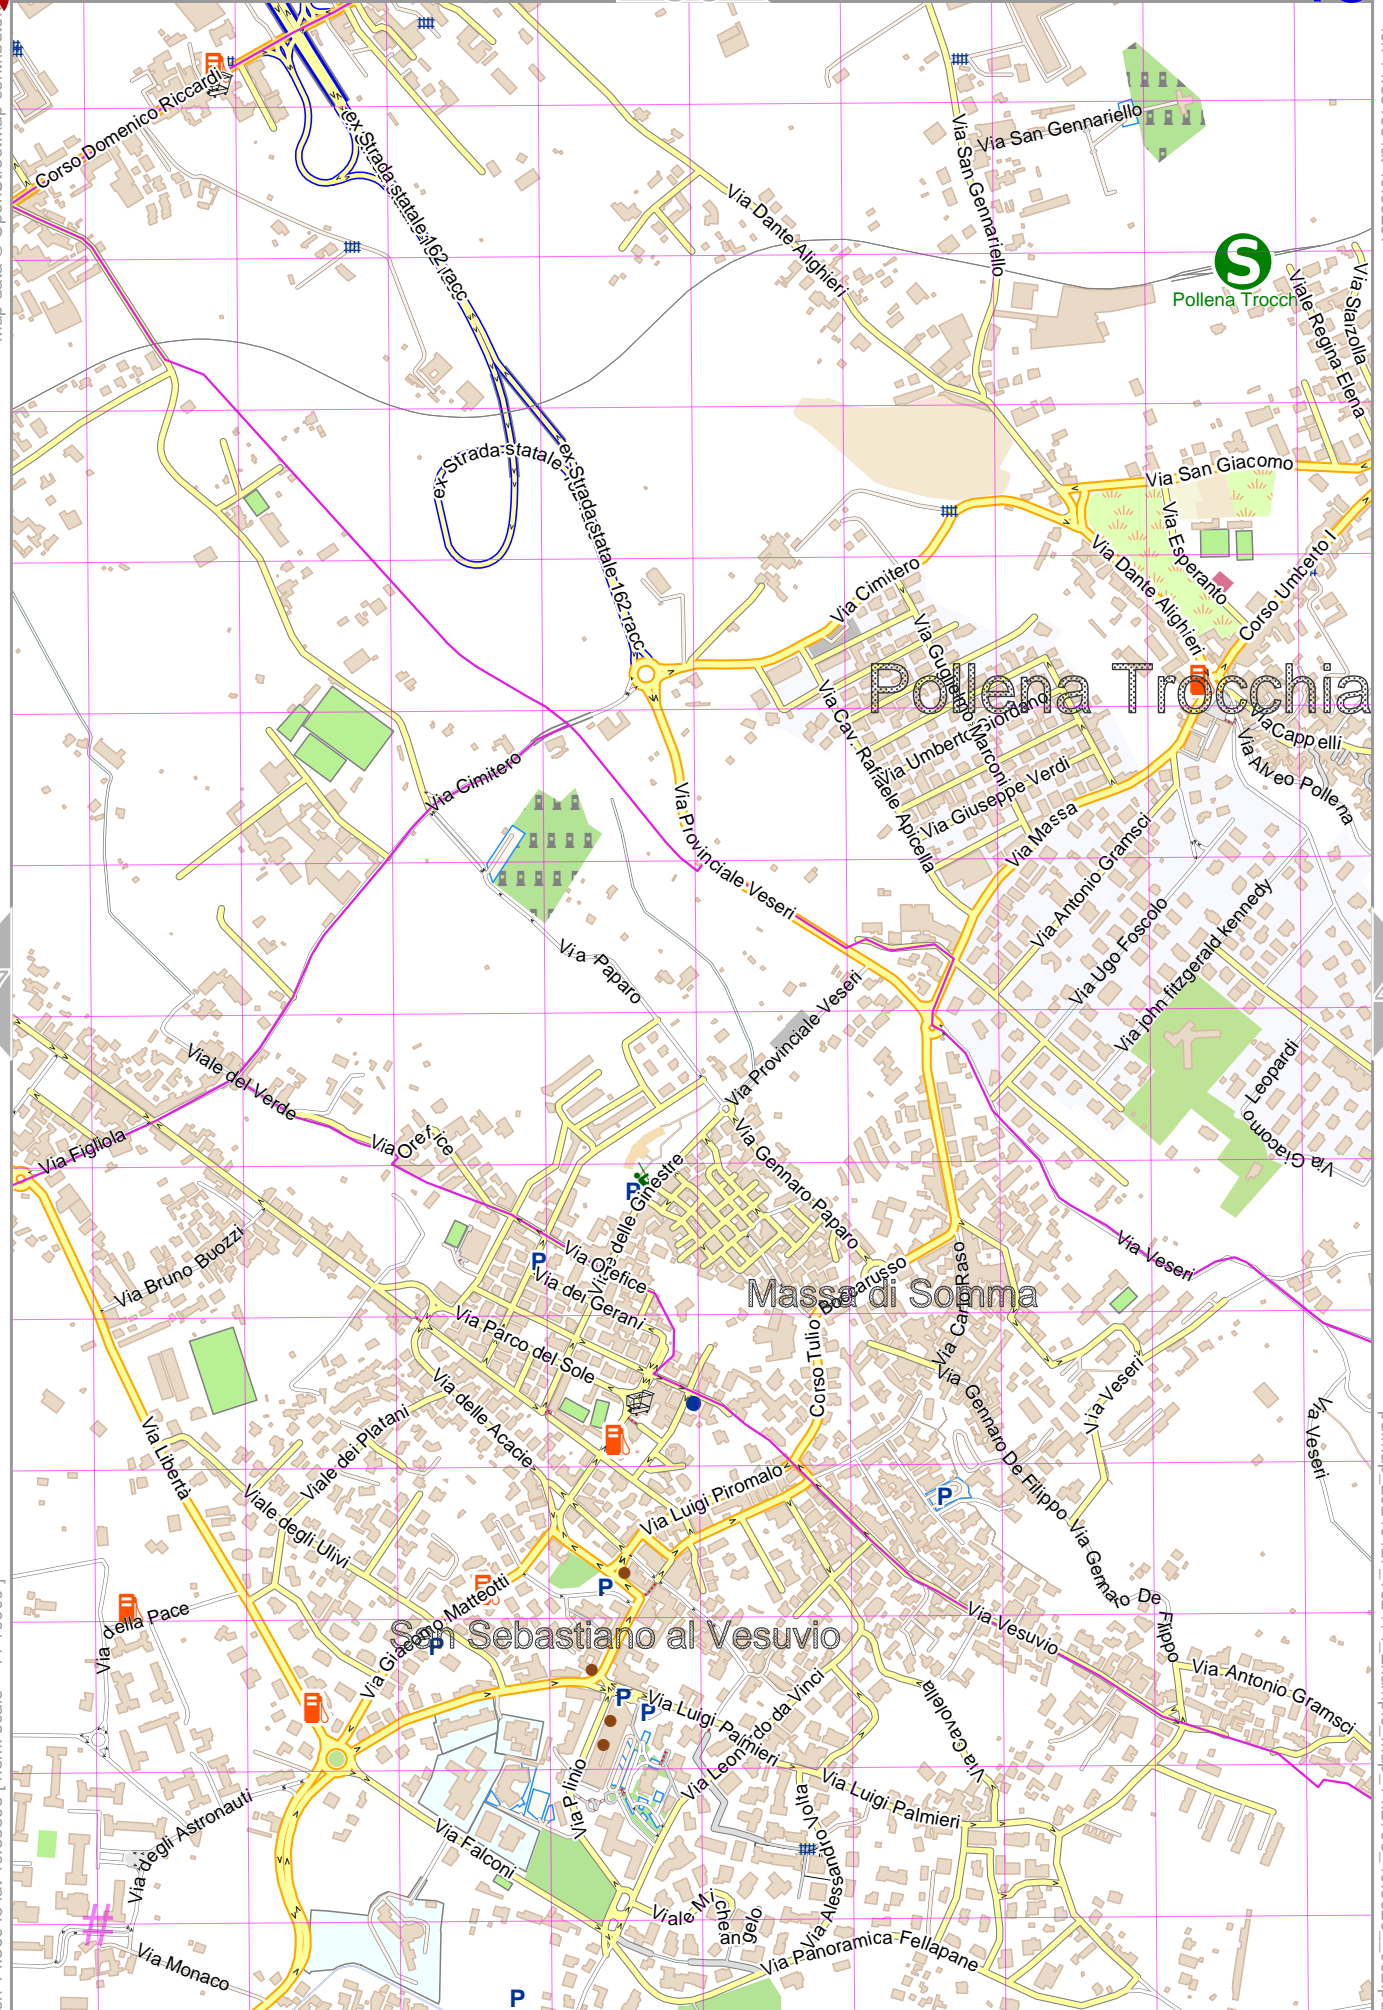 Corso Domenico Riccardi
ex Strada statale 162 racc
Via San Gennariello
Via San Gennariello
Via Dante Alighieri
S
Pollena Trocch
Viale Regina Elena
Via Slaizolla
ex Strada statale
ex Strada statale 162 racc
Via San Giacomo
Via Esperanto
Via Dante Alighieri
Corso Umberto I
Via Cimitero
Via Guglielmo Marconi
Pollena Trocchia
Via Cav. Rafaele Apicella
Via Umberto Giordano
Via Giuseppe Verdi
Via Cappelli
Via Alveo Pollena
Via Cimitero
Via Provinciale Veseri
Via Massa
Via Antonio Gramsci
Via Ugo Foscolo
Via john fitzgerald kennedy
Via Paparo
Via Provinciale Veseri
Viale del Verde
Via Orefice
Via Figliola
Via Giacomo Leopardi
Via Gennaro Paparo
P
Via delle Ginestre
Via Bruno Buozzi
P
Via Orefice
Via dei Gerani
Via Veseri
Massa di Somma
Via Carlo Raso
Via Parco del Sole
Corso Tulio Boccarusso
Via delle Acacie
Viale dei Platani
Via Libertà
Via Gennaro De Filippo
Via Veseri
Via Veseri
Viale degli Ulivi
Via Luigi Piromalo
P
Via Gennaro De Filippo
P
Via Giacomo Matteotti
Via della Pace
San Sebastiano al Vesuvio
P
Via Vesuvio
Via Antonio Gramsci
P
P
Via Luigi Palmieri
Via Leonardo da Vinci
Via Cavolella
Via Plinio
Via Luigi Palmieri
Via degli Astronauti
Via Falconi
Via Alessandro Volta
Viale Michelangelo
Via Panoramica Fellapane
Via Monaco
P